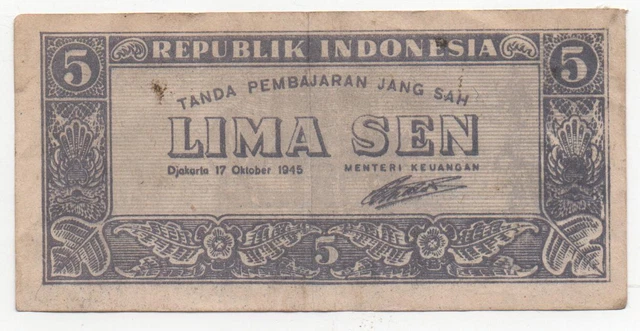 5 REPUBLIK INDONESIA 5
TANDA PEMBAJARAN JANG SAH
LIMA SEN
Djakarta 17 Oktober 1945 MENTERI KEUANGAN
5